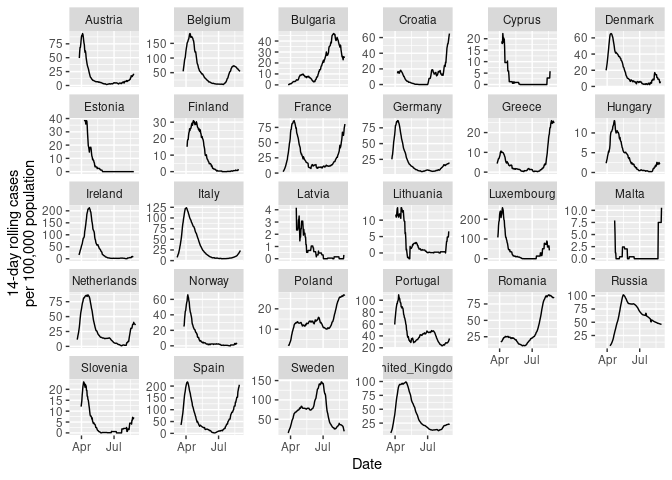 Austria Belgium Bulgaria Croatia Cyprus Denmark
75 50 25 0
150 100 50 0
40 30 20 10 0
60 40 20 0
20 15 10 5 0
60 40 20 0
Estonia Finland France Germany Greece Hungary
40 30 20 10 0
30 20 10 0
75 50 25 0
75 50 25
20 10 0
10 5 0
Ireland Italy Latvia Lithuania Luxembourg Malta
200 150 100 50 0
125 100 75 50 25 0
4 3 2 1 0
10 5 0
200 100 0
10.0 7.5 5.0 2.5 0.0
Netherlands Norway Poland Portugal Romania Russia
75 50 25 0
60 40 20 0
20 10
100 80 60 40 20
75 50 25
100 75 50 25 0
Slovenia Spain Sweden nited_Kingdo
20 15 10 5 0
200 150 100 50 0
150 100 50
100 75 50 25
Apr Jul Apr Jul Apr Jul Apr Jul Apr Jul Apr Jul
Date
14-day rolling cases
per 100,000 population